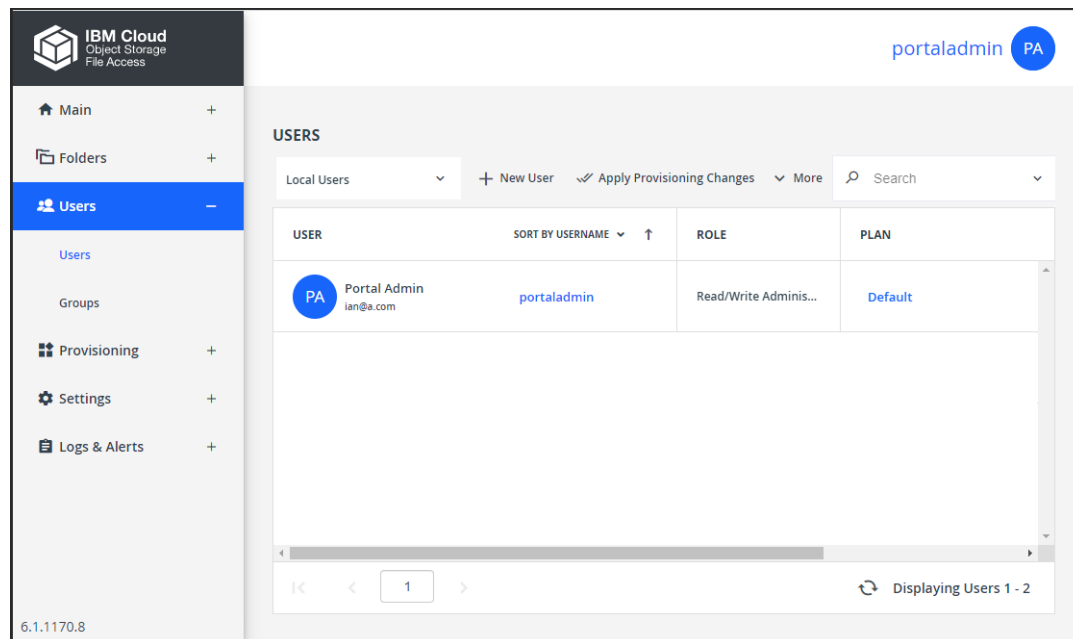 IBM Cloud
Object Storage
File Access
portaladmin PA
Main +
Folders +
Users −
Users
Groups
Provisioning +
Settings +
Logs & Alerts +
6.1.1170.8
USERS
Local Users + New User Apply Provisioning Changes More Search
USER SORT BY USERNAME ↑ ROLE PLAN
PA Portal Admin portaladmin Read/Write Adminis... Default
ian@a.com
1 Displaying Users 1 - 2